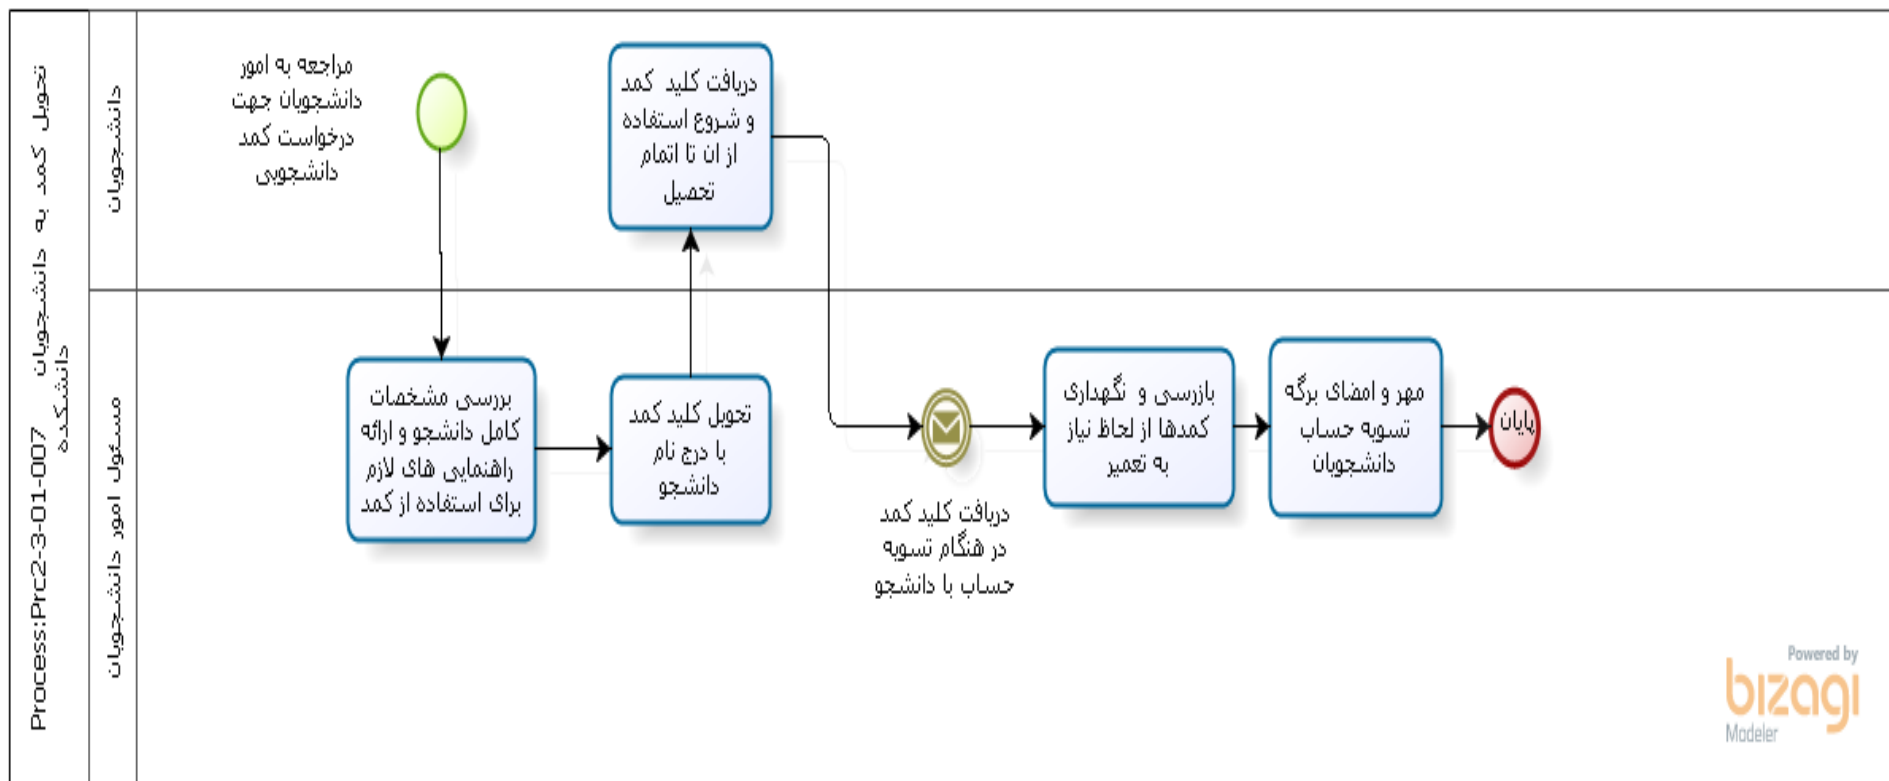 Process:Prc2-3-01-007 تحویل کمد به دانشجویان
دانشکده
دانشجویان
مسئول امور دانشجویان
مراجعه به امور
دانشجویان جهت
درخواست کمد
دانشجویی
بررسی مشخصات
کامل دانشجو و ارائه
راهنمایی های لازم
برای استفاده از کمد
تحویل کلید کمد
با درج نام
دانشجو
دریافت کلید کمد
و شروع استفاده
از ان تا اتمام
تحصیل
دریافت کلید کمد
در هنگام تسویه
حساب با دانشجو
بازرسی و نگهداری
کمدها از لحاظ نیاز
به تعمیر
مهر و امضای برگه
تسویه حساب
دانشجویان
پایان
Powered by
bizagi
Modeler